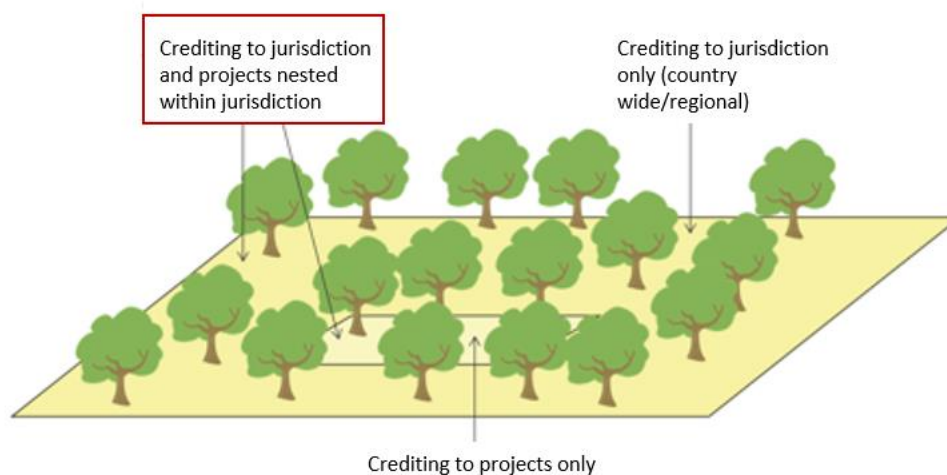 Crediting to jurisdiction
and projects nested
within jurisdiction
Crediting to jurisdiction
only (country
wide/regional)
Crediting to projects only